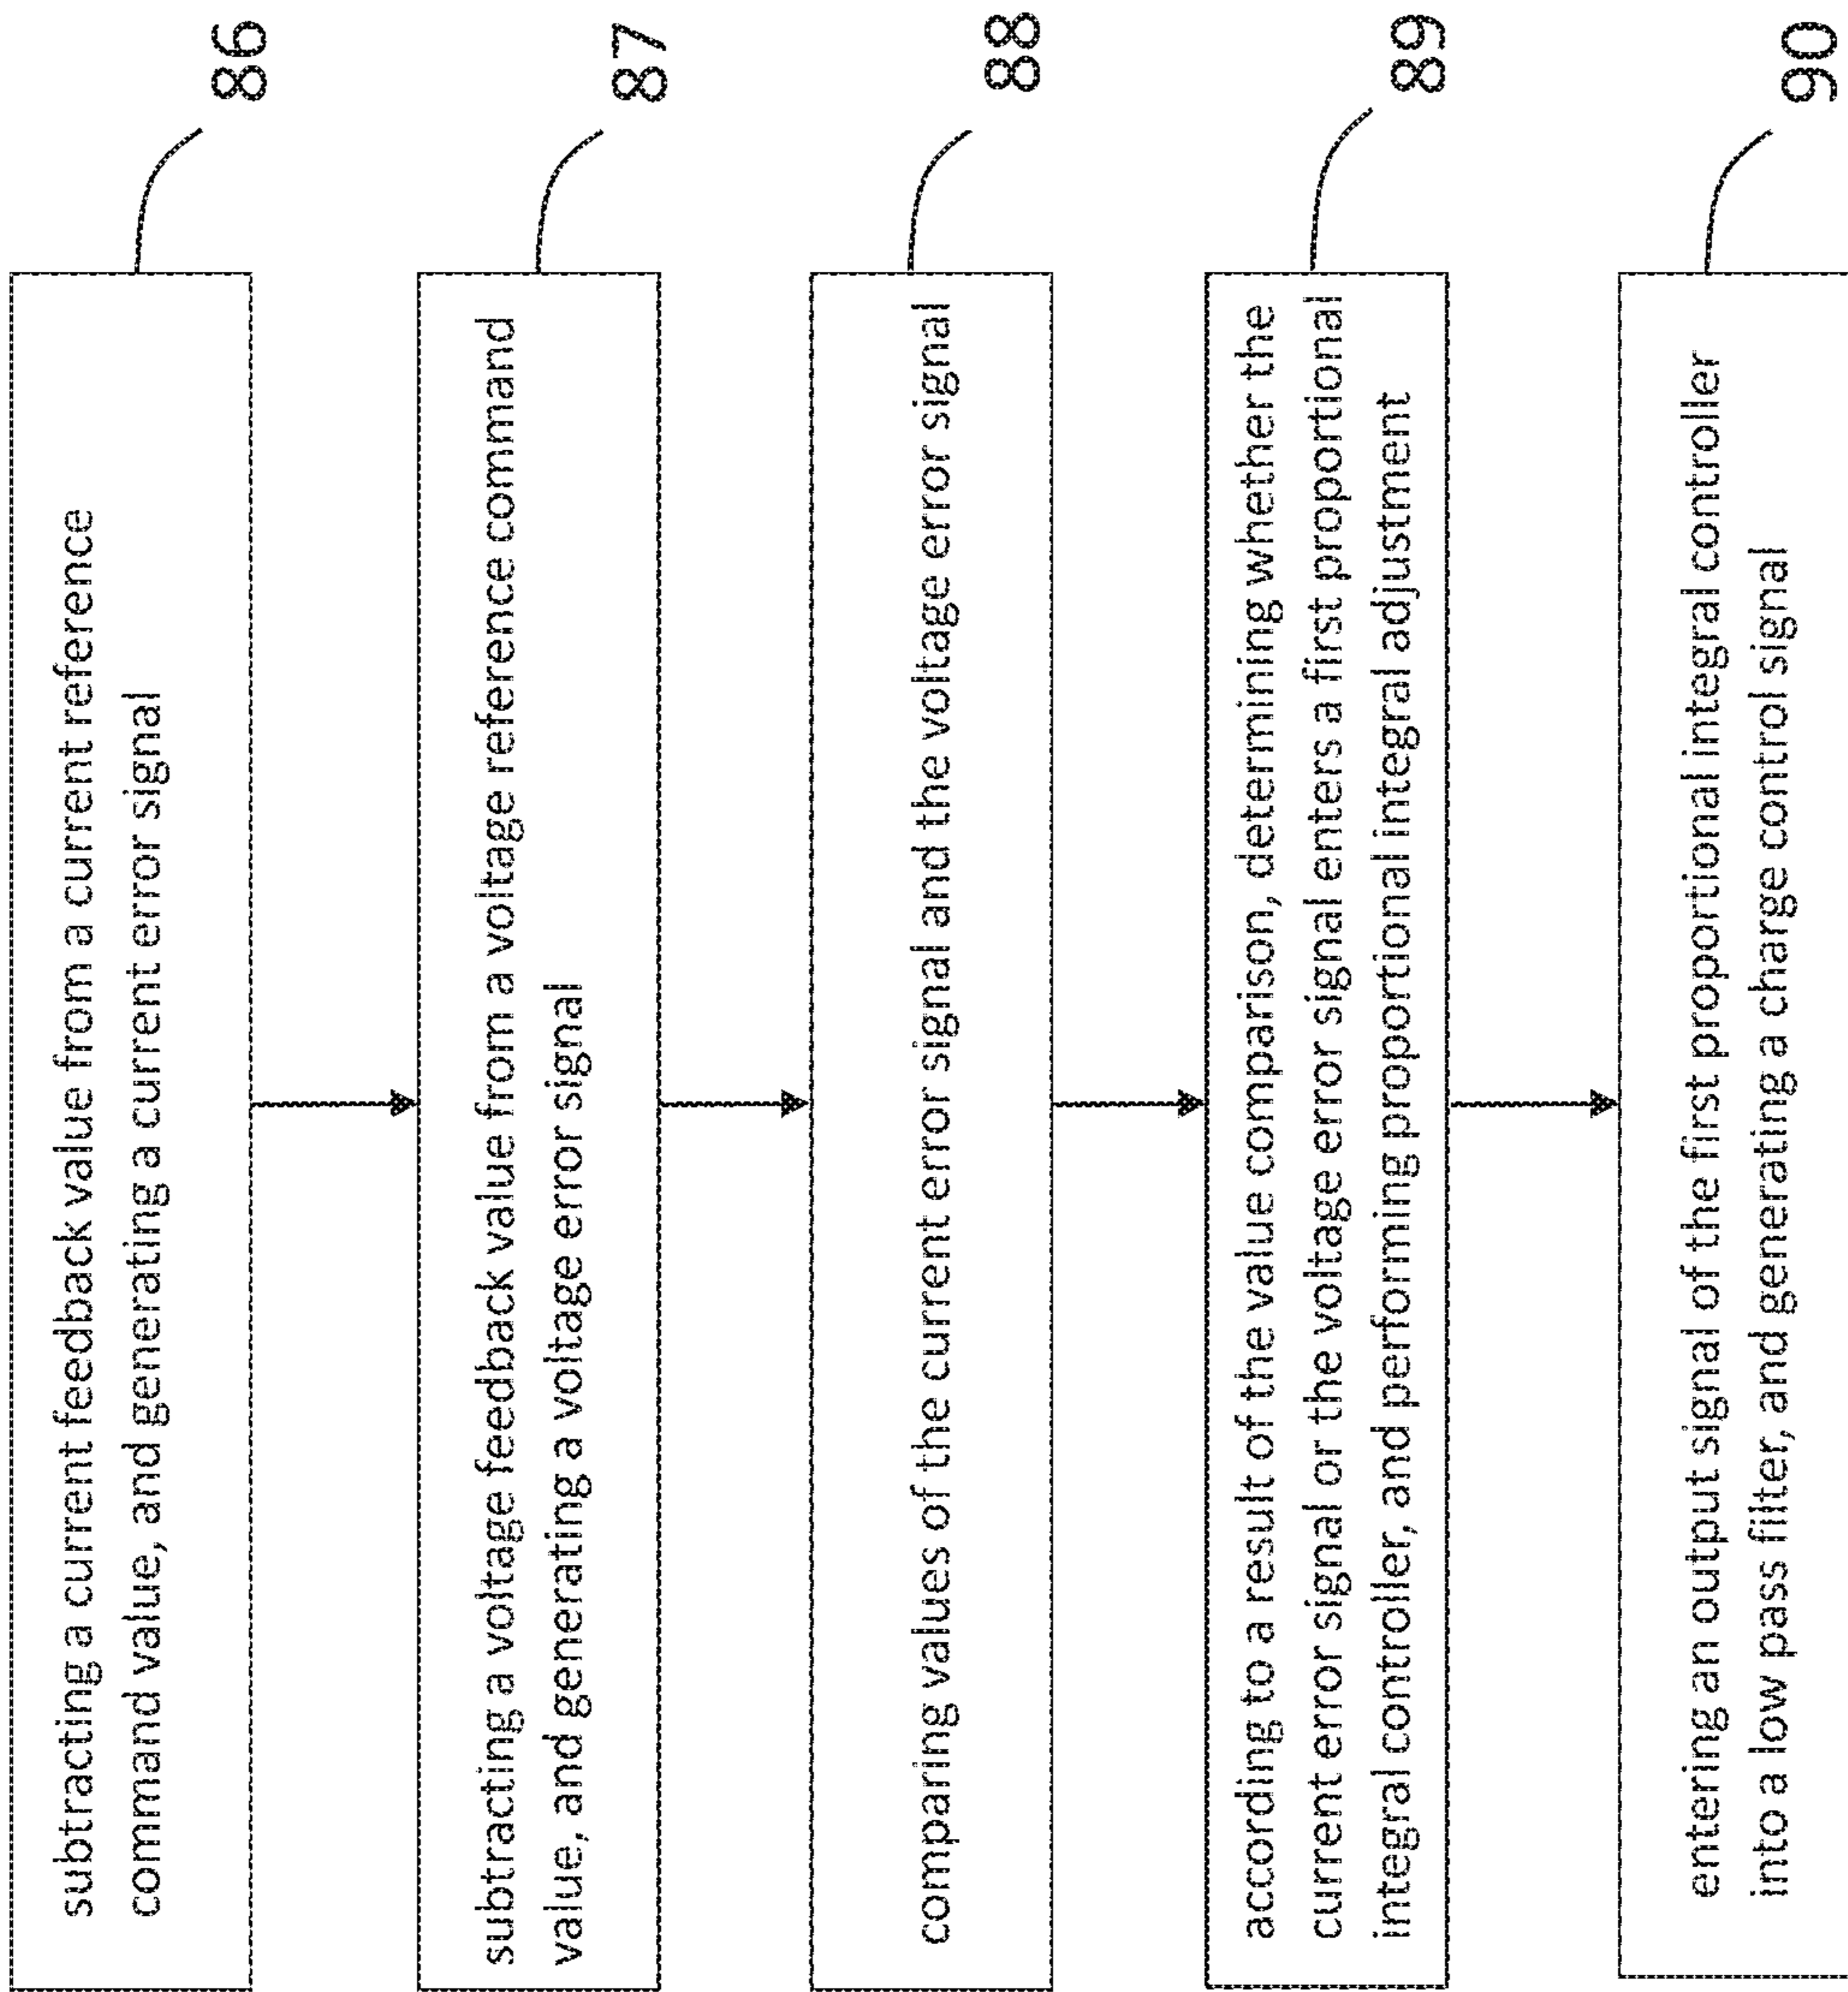 subtracting a current feedback value from a current reference
command value, and generating a current error signal
86
subtracting a voltage feedback value from a voltage reference command
value, and generating a voltage error signal
87
comparing values of the current error signal and the voltage error signal
88
according to a result of the value comparison, determining whether the
current error signal or the voltage error signal enters a first proportional
integral controller, and performing proportional integral adjustment
89
entering an output signal of the first proportional integral controller
into a low pass filter, and generating a charge control signal
90